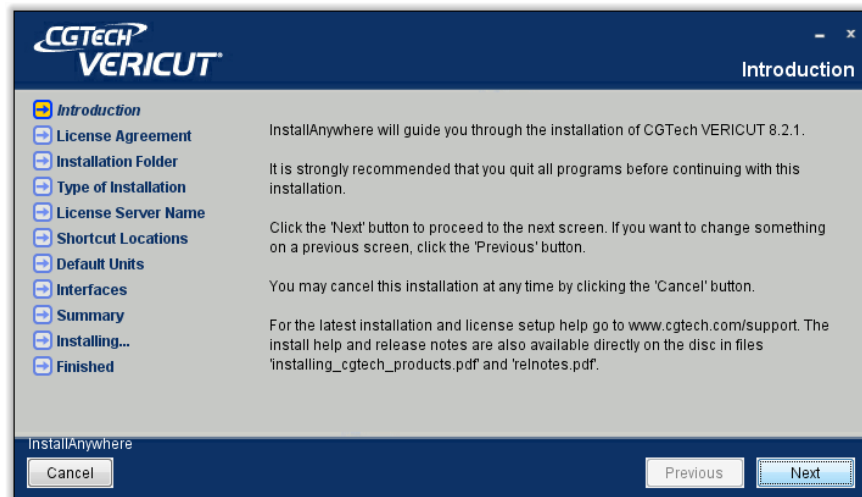 CGTECH
VERICUT
Introduction
Introduction
License Agreement
Installation Folder
Type of Installation
License Server Name
Shortcut Locations
Default Units
Interfaces
Summary
Installing...
Finished
InstallAnywhere will guide you through the installation of CGTech VERICUT 8.2.1.
It is strongly recommended that you quit all programs before continuing with this
installation.
Click the 'Next' button to proceed to the next screen. If you want to change something
on a previous screen, click the 'Previous' button.
You may cancel this installation at any time by clicking the 'Cancel' button.
For the latest installation and license setup help go to www.cgtech.com/support. The
install help and release notes are also available directly on the disc in files
'installing_cgtech_products.pdf' and 'relnotes.pdf'.
InstallAnywhere
Cancel
Previous
Next